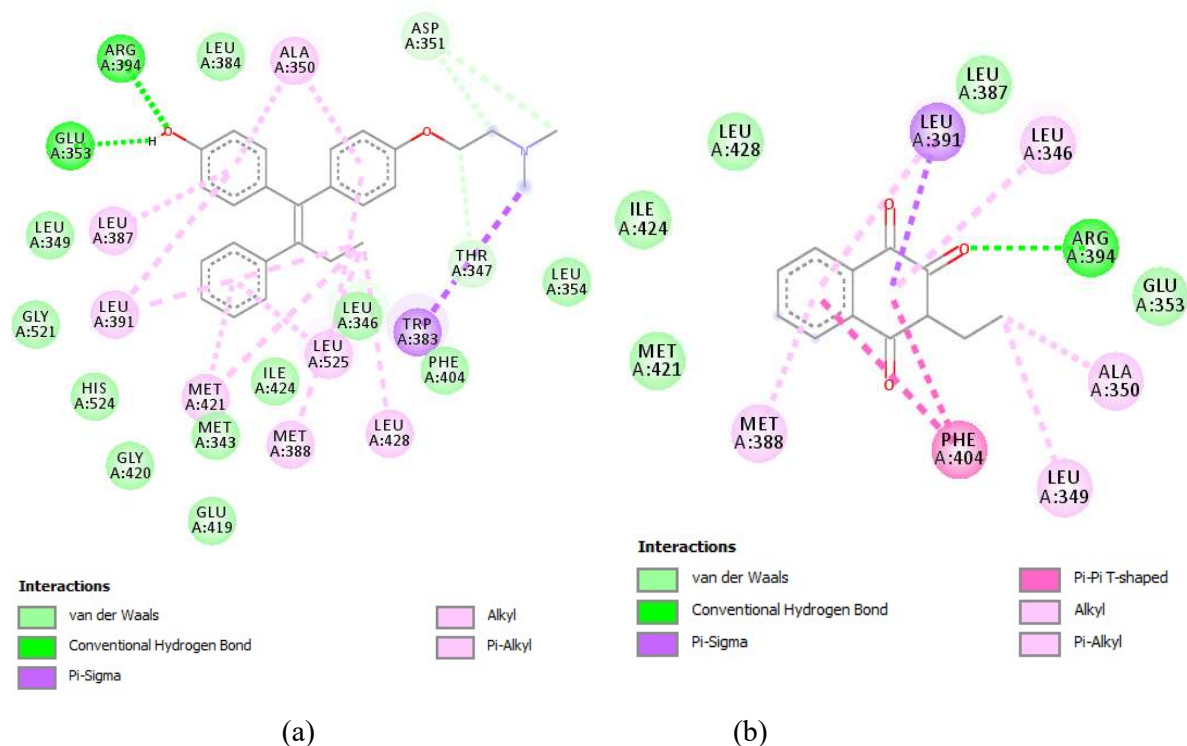 ARG
A:394
LEU
A:384
ALA
A:350
ASP
A:351
GLU
A:353
H
O
O
N
LEU
A:349
LEU
A:387
THR
A:347
LEU
A:354
GLY
A:521
LEU
A:391
LEU
A:346
TRP
A:383
LEU
A:525
PHE
A:404
HIS
A:524
ILE
A:424
MET
A:421
MET
A:343
MET
A:388
LEU
A:428
GLY
A:420
GLU
A:419
Interactions
van der Waals
Conventional Hydrogen Bond
Pi-Sigma
Alkyl
Pi-Alkyl
(a)
LEU
A:387
LEU
A:391
LEU
A:428
LEU
A:346
ILE
A:424
O
O
ARG
A:394
GLU
A:353
MET
A:421
O
ALA
A:350
MET
A:388
PHE
A:404
LEU
A:349
Interactions
van der Waals
Conventional Hydrogen Bond
Pi-Sigma
Pi-Pi T-shaped
Alkyl
Pi-Alkyl
(b)